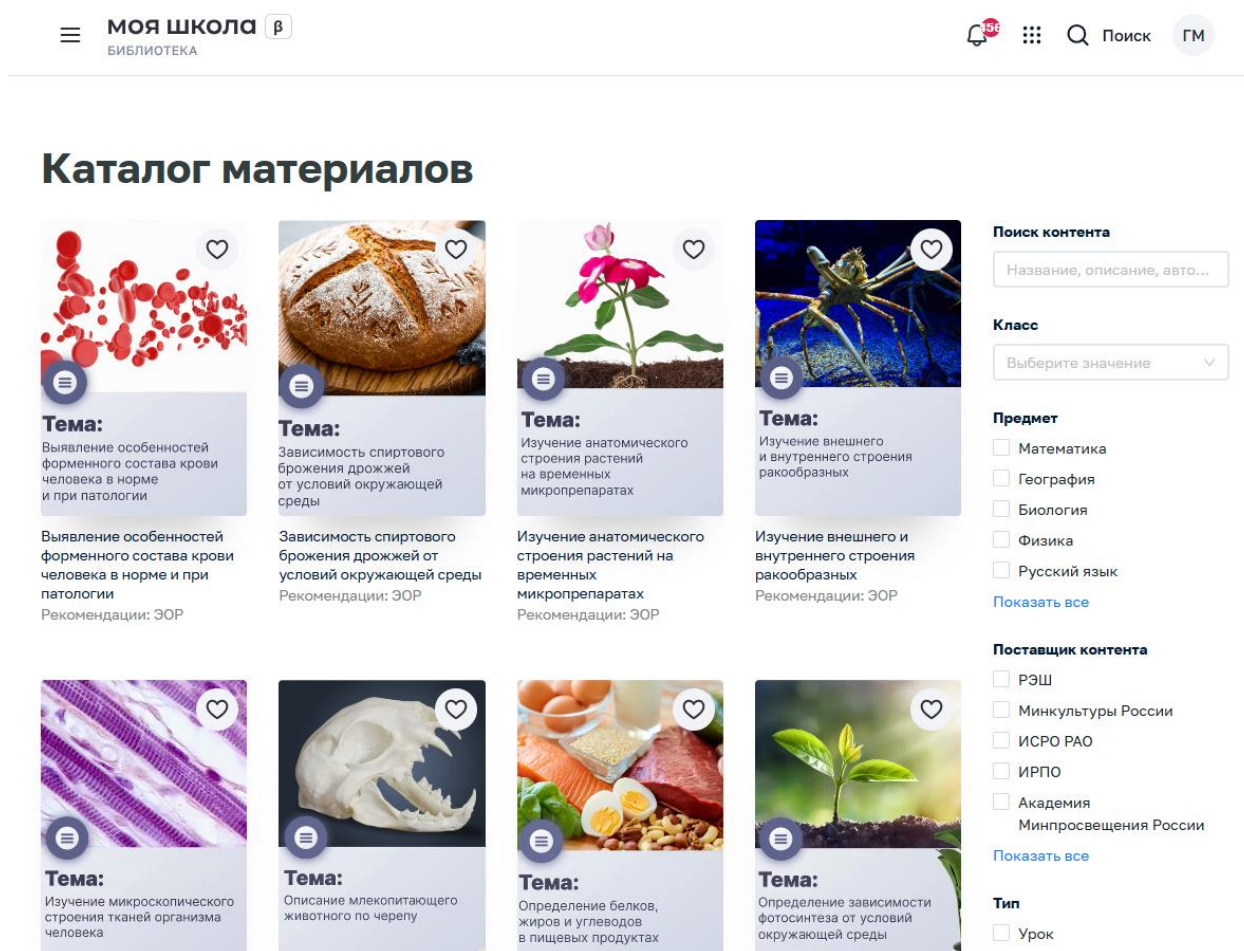 моя школа β
БИБЛИОТЕКА
Поиск
ГМ
Каталог материалов
Тема:
Выявление особенностей
форменного состава крови
человека в норме
и при патологии
Выявление особенностей
форменного состава крови
человека в норме и при
патологии
Рекомендации: ЭОР
Тема:
Зависимость спиртового
брожения дрожжей
от условий окружающей
среды
Зависимость спиртового
брожения дрожжей от
условий окружающей среды
Рекомендации: ЭОР
Тема:
Изучение анатомического
строения растений
на временных
микропрепаратах
Изучение анатомического
строения растений на
временных
микропрепаратах
Рекомендации: ЭОР
Тема:
Изучение внешнего
и внутреннего строения
ракообразных
Изучение внешнего и
внутреннего строения
ракообразных
Рекомендации: ЭОР
Тема:
Изучение микроскопического
строения тканей организма
человека
Тема:
Описание млекопитающего
животного по черепу
Тема:
Определение белков,
жиров и углеводов
в пищевых продуктах
Тема:
Определение зависимости
фотосинтеза от условий
окружающей среды
Поиск контента
Название, описание, авто...
Класс
Выберите значение
Предмет
Математика
География
Биология
Физика
Русский язык
Показать все
Поставщик контента
РЭШ
Минкультуры России
ИСРО РАО
ИРПО
Академия
Минпросвещения России
Показать все
Тип
Урок